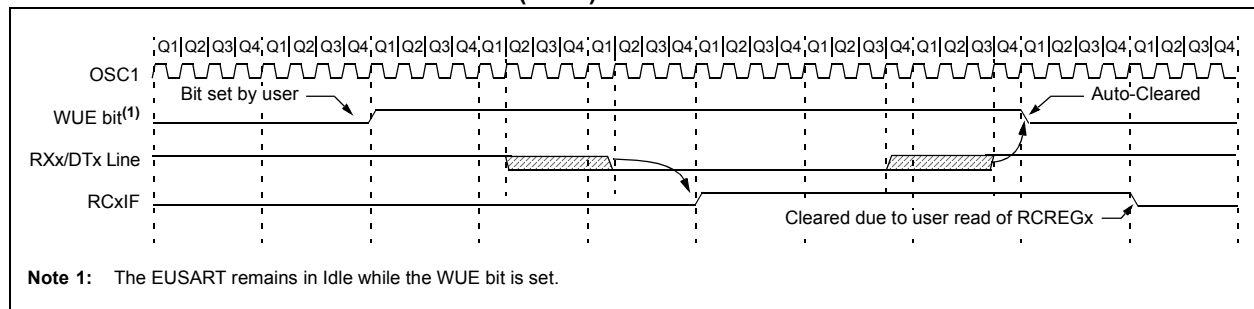 Q1 Q2 Q3 Q4 Q1 Q2 Q3 Q4 Q1 Q2 Q3 Q4 Q1 Q2 Q3 Q4 Q1 Q2 Q3 Q4 Q1 Q2 Q3 Q4 Q1 Q2 Q3 Q4 Q1 Q2 Q3 Q4 Q1 Q2 Q3 Q4 Q1 Q2 Q3 Q4
OSC1
Bit set by user
Auto-Cleared
WUE bit(1)
RXx/DTx Line
RCxIF
Cleared due to user read of RCREGx
Note 1: The EUSART remains in Idle while the WUE bit is set.